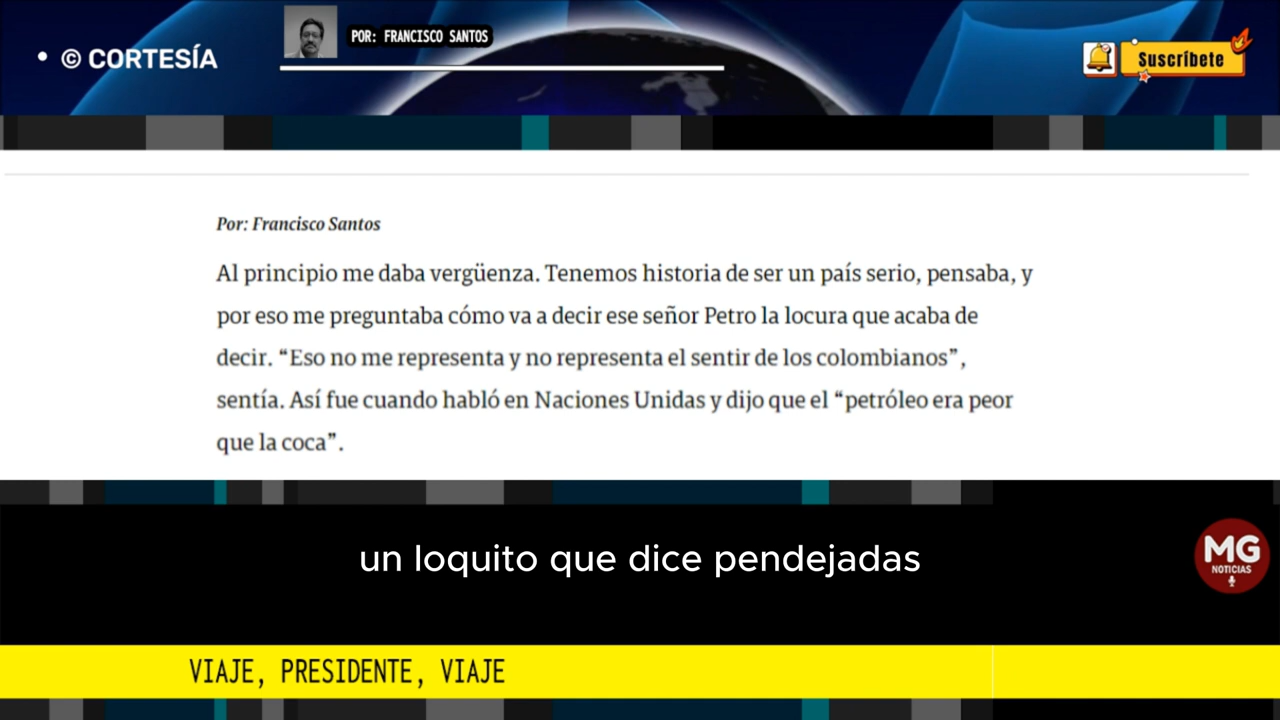 • © CORTESÍA
POR: FRANCISCO SANTOS
Suscríbete
Por: Francisco Santos
Al principio me daba vergüenza. Tenemos historia de ser un país serio, pensaba, y
por eso me preguntaba cómo va a decir ese señor Petro la locura que acaba de
decir. “Eso no me representa y no representa el sentir de los colombianos”,
sentía. Así fue cuando habló en Naciones Unidas y dijo que el “petróleo era peor
que la coca”.
un loquito que dice pendejadas
MG
NOTICIAS
VIAJE, PRESIDENTE, VIAJE